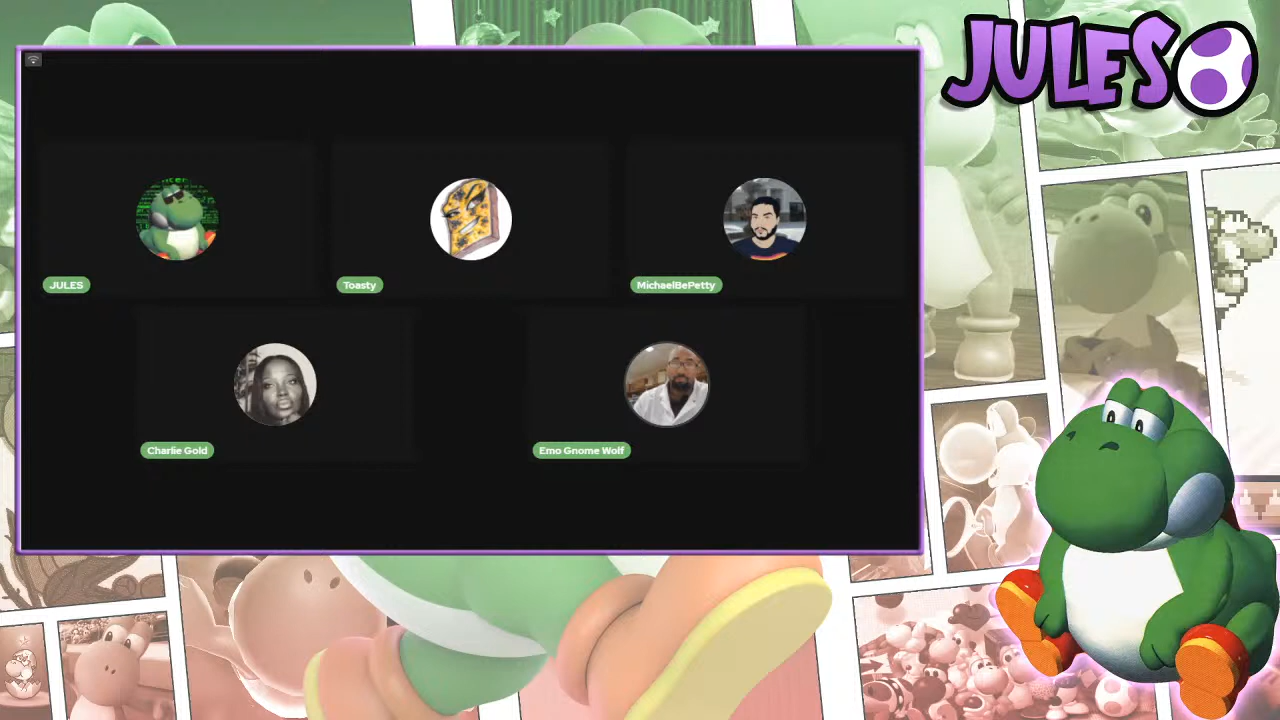 JULES
JULES
Toasty
MichaelBePetty
Charlie Gold
Emo Gnome Wolf